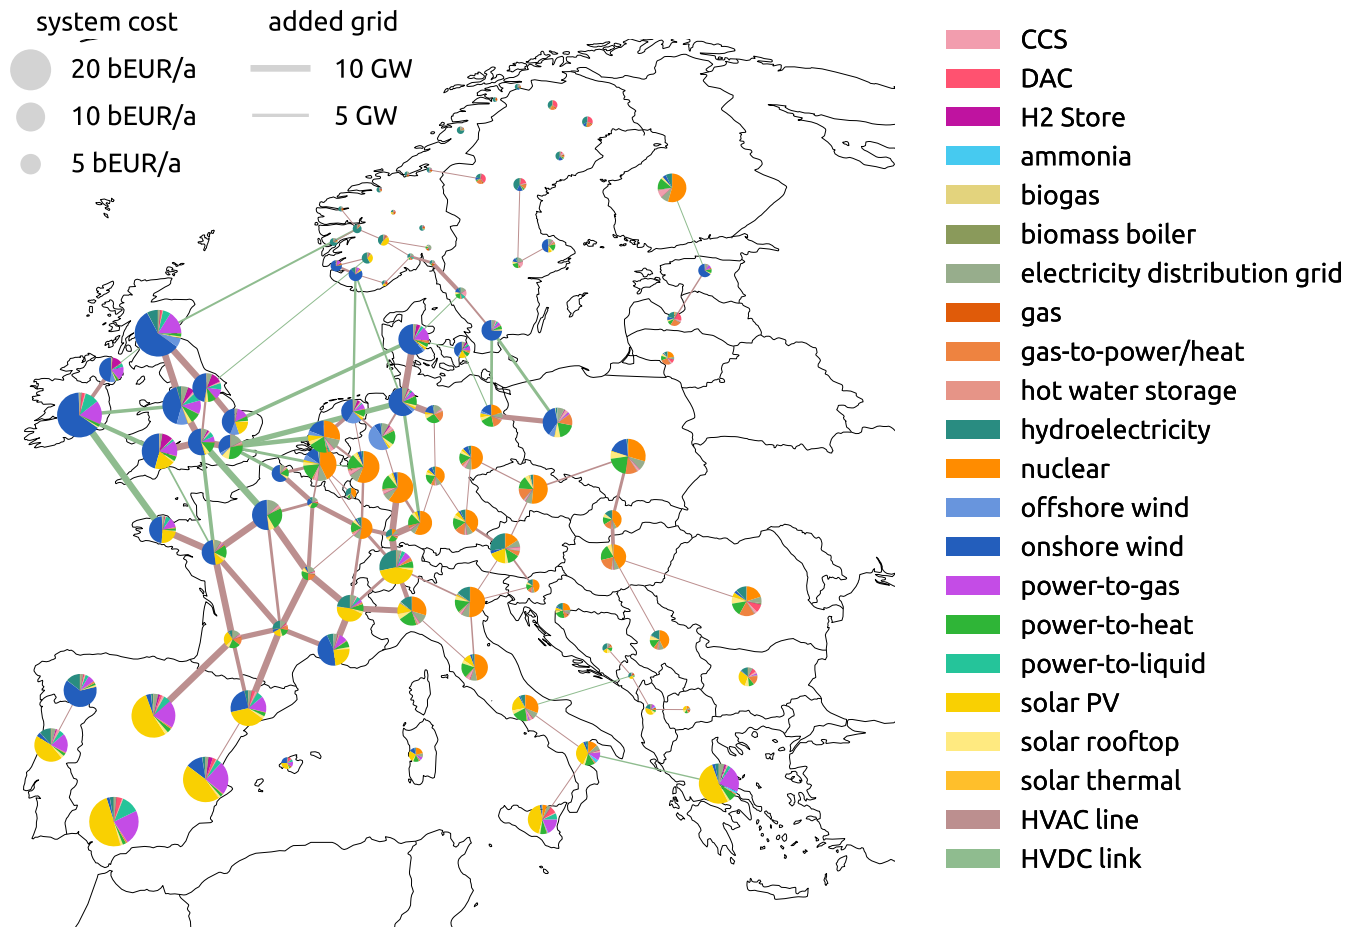 system cost
20 bEUR/a
10 bEUR/a
5 bEUR/a
added grid
10 GW
5 GW
CCS
DAC
H2 Store
ammonia
biogas
biomass boiler
electricity distribution grid
gas
gas-to-power/heat
hot water storage
hydroelectricity
nuclear
offshore wind
onshore wind
power-to-gas
power-to-heat
power-to-liquid
solar PV
solar rooftop
solar thermal
HVAC line
HVDC link